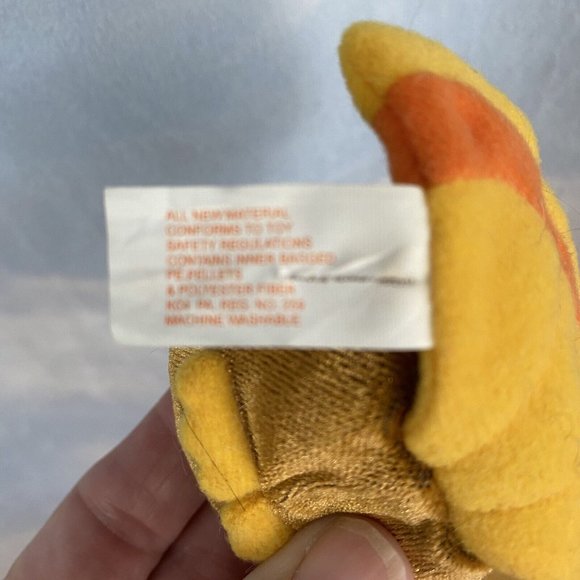 ALL NEW MATERIAL
CONFORMS TO TOY
SAFETY REGULATIONS
CONTAINS INNER BAGGED
PE.PELLETS
& POLYESTER FIBER
PA. REG. NO.
MACHINE WASHABLE